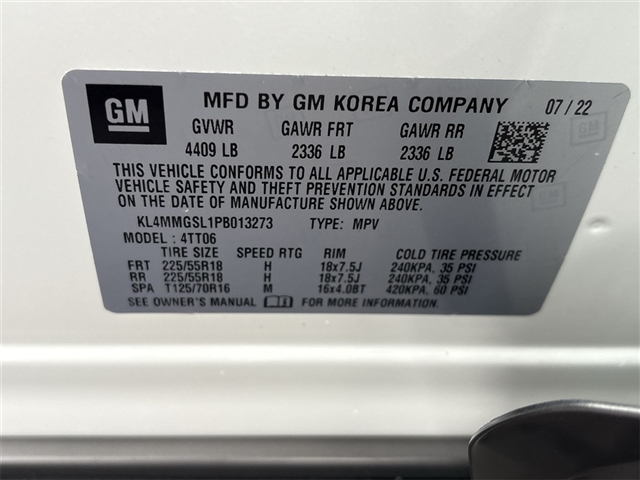 GM MFD BY GM KOREA COMPANY 07/22
GVWR GAWR FRT GAWR RR
4409 LB 2336 LB 2336 LB
THIS VEHICLE CONFORMS TO ALL APPLICABLE U.S. FEDERAL MOTOR
VEHICLE SAFETY AND THEFT PREVENTION STANDARDS IN EFFECT
ON THE DATE OF MANUFACTURE SHOWN ABOVE.
KL4MMGSL1PB013273 TYPE: MPV
MODEL: 4TT06
TIRE SIZE SPEED RTG RIM COLD TIRE PRESSURE
FRT 225/55R18 H 18x7.5J 240KPA, 35 PSI
RR 225/55R18 H 18x7.5J 240KPA, 35 PSI
SPA T125/70R16 M 16x4.0BT 420KPA, 60 PSI
SEE OWNER'S MANUAL FOR MORE INFORMATION.